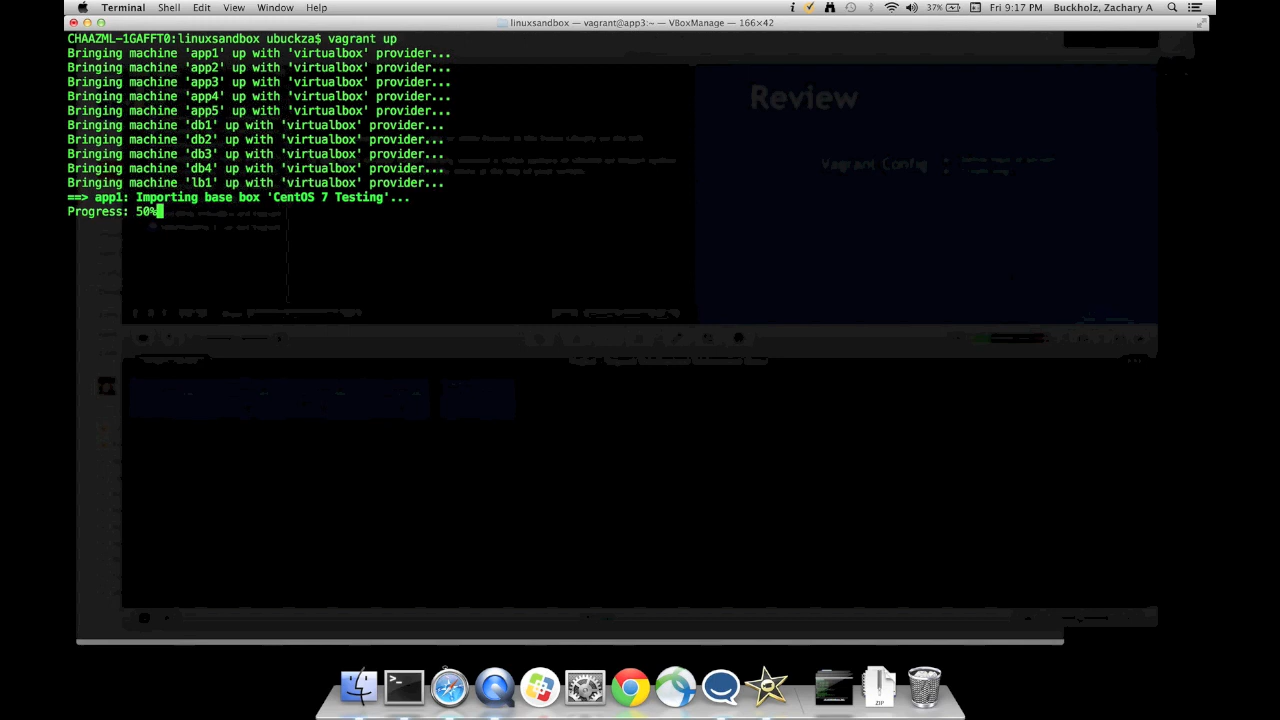 Terminal Shell Edit View Window Help 37% Fri 9:17 PM Buckholz, Zachary A
linuxsandbox — vagrant@app3:~ — VBoxManage — 166×42
CHAAZML-1GAFFT0:linuxsandbox ubuckza$ vagrant up
Bringing machine 'app1' up with 'virtualbox' provider...
Bringing machine 'app2' up with 'virtualbox' provider...
Bringing machine 'app3' up with 'virtualbox' provider...
Bringing machine 'app4' up with 'virtualbox' provider...
Bringing machine 'app5' up with 'virtualbox' provider...
Bringing machine 'db1' up with 'virtualbox' provider...
Bringing machine 'db2' up with 'virtualbox' provider...
Bringing machine 'db3' up with 'virtualbox' provider...
Bringing machine 'db4' up with 'virtualbox' provider...
Bringing machine 'lb1' up with 'virtualbox' provider...
==> app1: Importing base box 'CentOS 7 Testing'...
Progress: 50%
Review
Vagrant Config
ZIP